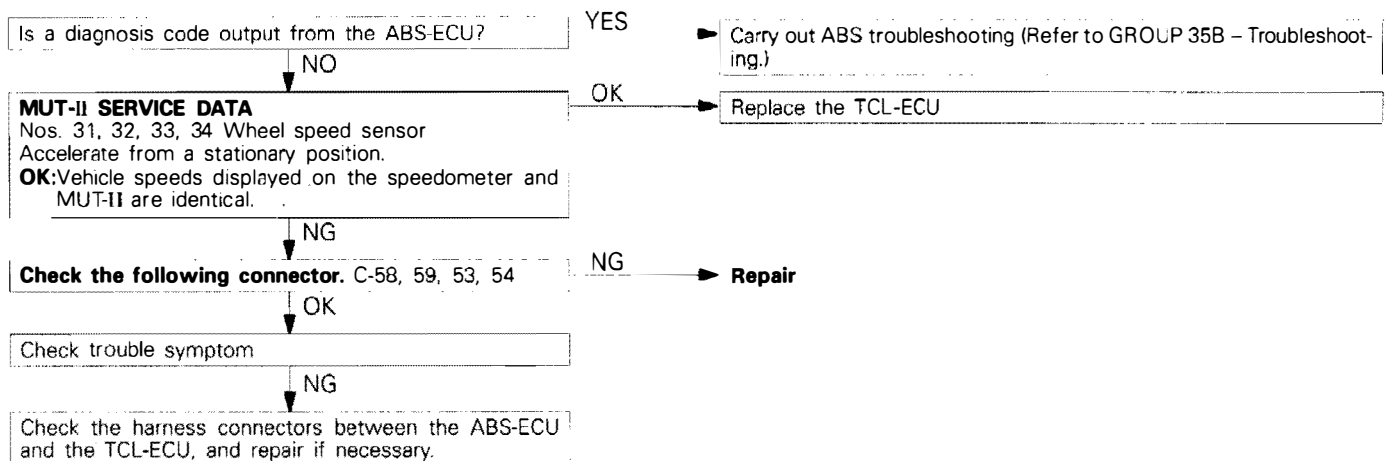 Is a diagnosis code output from the ABS-ECU?
YES
Carry out ABS troubleshooting (Refer to GROUP 35B – Troubleshoot-
ing.)
NO
MUT-II SERVICE DATA
Nos. 31, 32, 33, 34 Wheel speed sensor
Accelerate from a stationary position.
OK:Vehicle speeds displayed on the speedometer and
MUT-II are identical.
OK
Replace the TCL-ECU
NG
Check the following connector. C-58, 59, 53, 54
NG
Repair
OK
Check trouble symptom
NG
Check the harness connectors between the ABS-ECU
and the TCL-ECU, and repair if necessary.